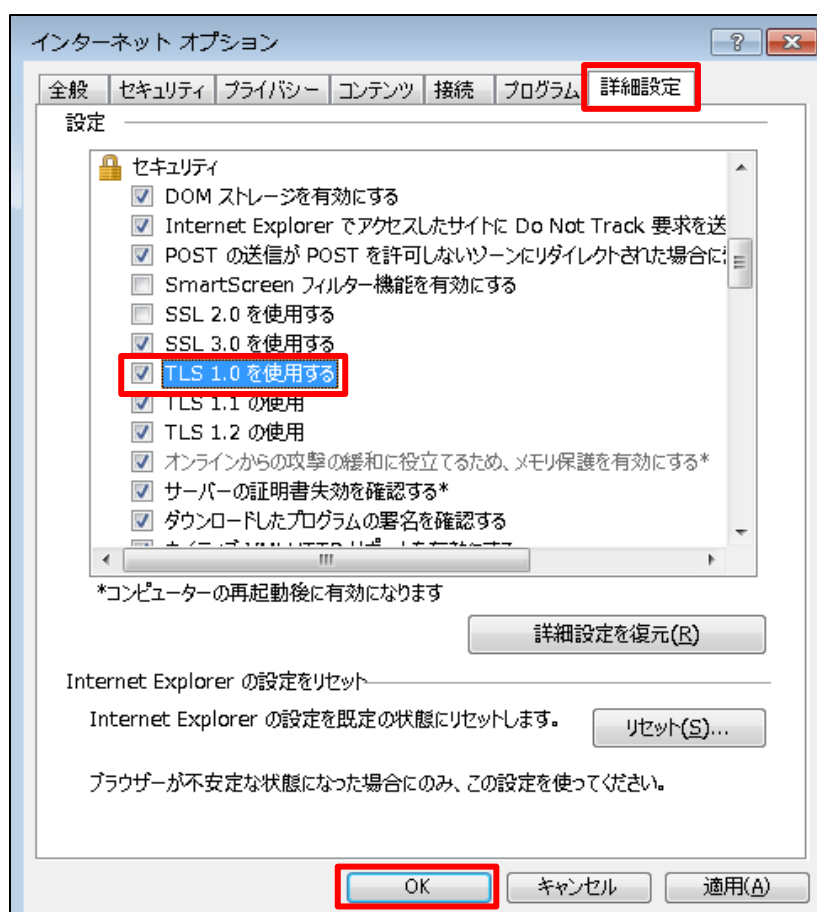 インターネット オプション
全般 セキュリティ プライバシー コンテンツ 接続 プログラム 詳細設定
設定
セキュリティ
DOM ストレージを有効にする
Internet Explorer でアクセスしたサイトに Do Not Track 要求を送
POST の送信が POST を許可しないゾーンにリダイレクトされた場合に
SmartScreen フィルター機能を有効にする
SSL 2.0 を使用する
SSL 3.0 を使用する
TLS 1.0 を使用する
TLS 1.1 の使用
TLS 1.2 の使用
オンラインからの攻撃の緩和に役立てるため、メモリ保護を有効にする*
サーバーの証明書失効を確認する*
ダウンロードしたプログラムの署名を確認する
*コンピューターの再起動後に有効になります
詳細設定を復元(R)
Internet Explorer の設定をリセット
Internet Explorer の設定を既定の状態にリセットします。
リセット(S)...
ブラウザーが不安定な状態になった場合にのみ、この設定を使ってください。
OK キャンセル 適用(A)